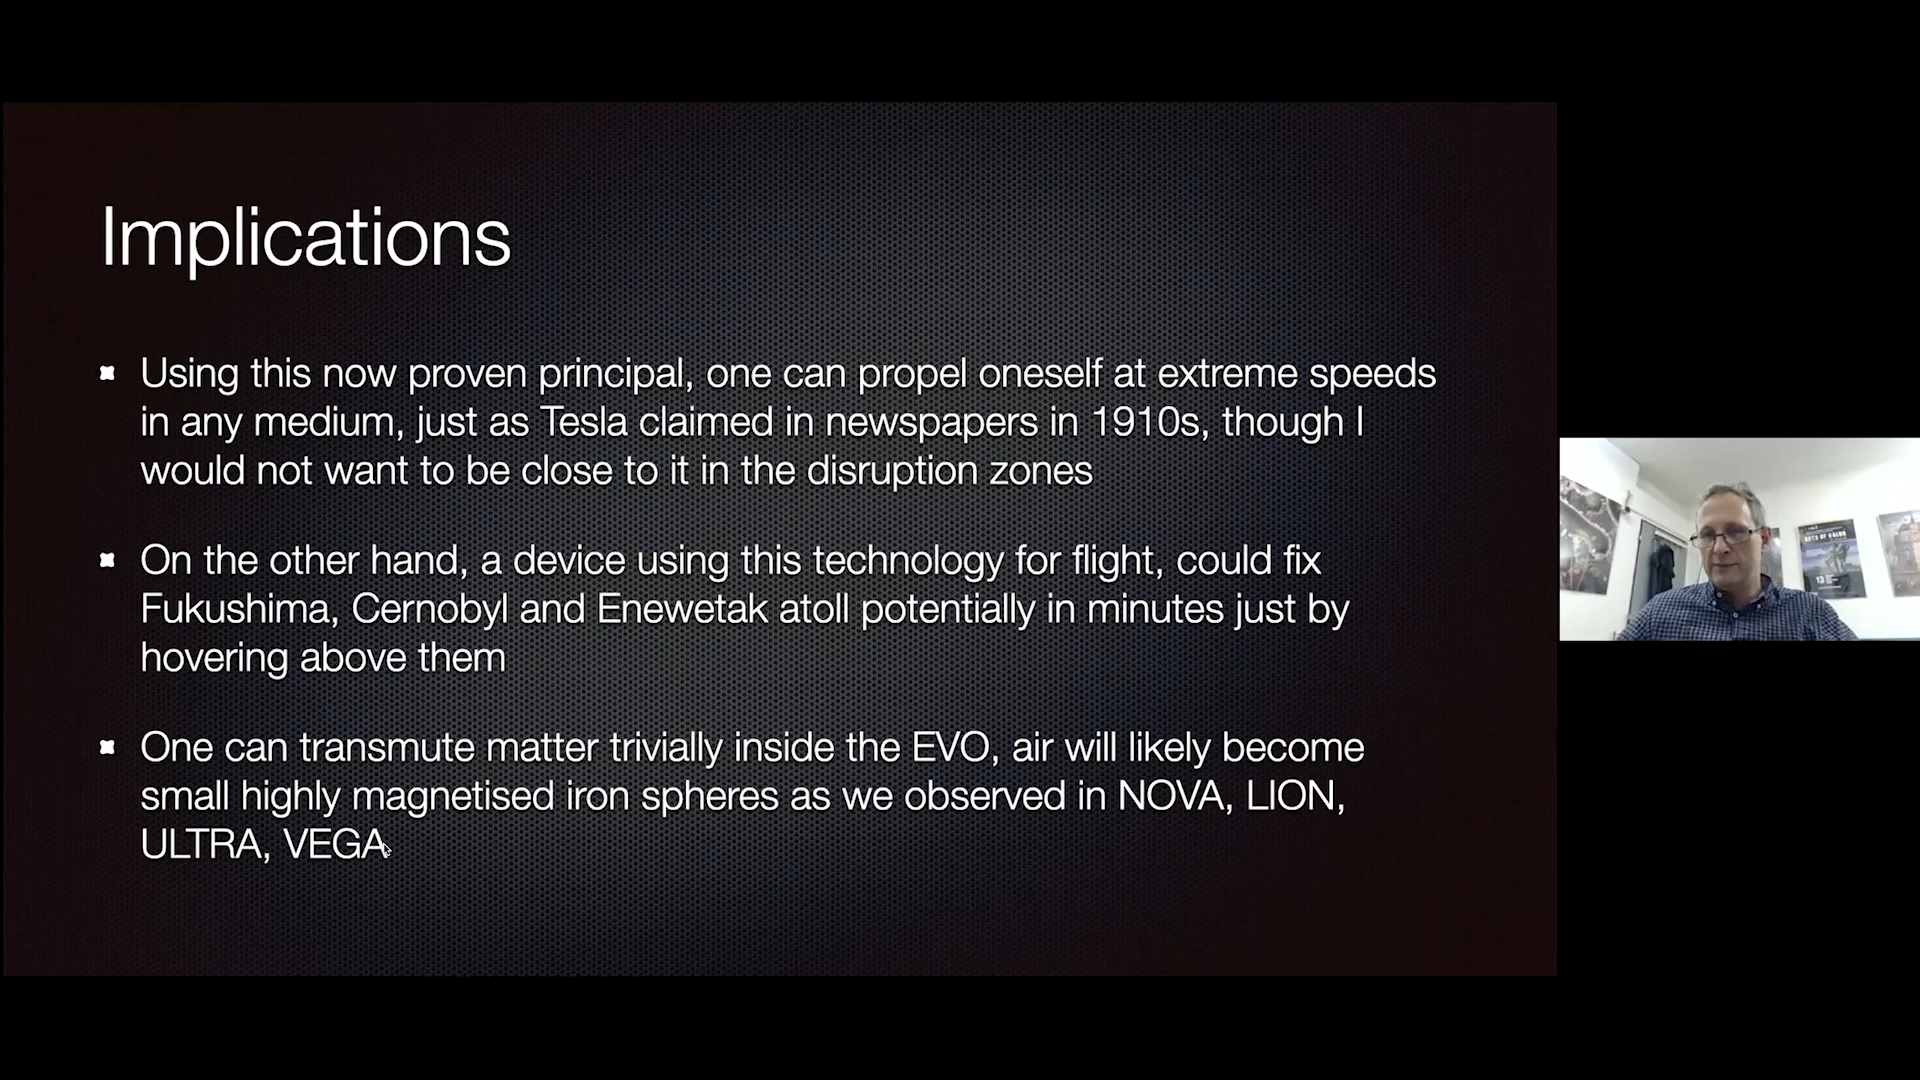 Implications
Using this now proven principal, one can propel oneself at extreme speeds
in any medium, just as Tesla claimed in newspapers in 1910s, though I
would not want to be close to it in the disruption zones
On the other hand, a device using this technology for flight, could fix
Fukushima, Cernobyl and Enewetak atoll potentially in minutes just by
hovering above them
One can transmute matter trivially inside the EVO, air will likely become
small highly magnetised iron spheres as we observed in NOVA, LION,
ULTRA, VEGA
ACTS OF VALOR
13